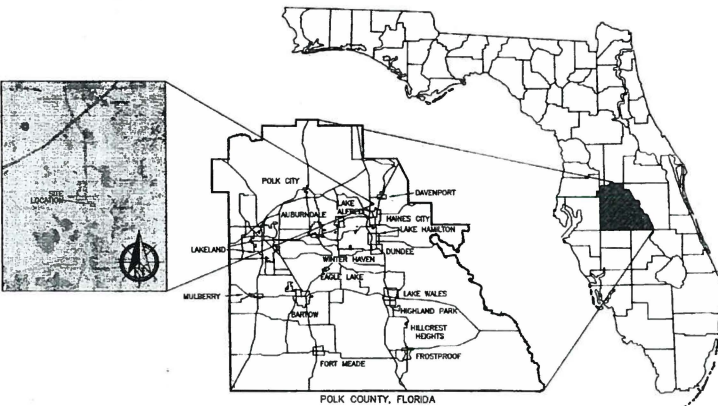 SITE
LOCATION
POLK CITY
DAVENPORT
LAKE
ALFRED
AUBURNDALE
HAINES CITY
LAKE HAMILTON
LAKELAND
DUNDEE
WINTER HAVEN
EAGLE LAKE
MULBERRY
LAKE WALES
HIGHLAND PARK
BARTOW
HILLCREST
HEIGHTS
FROSTPROOF
FORT MEADE
POLK COUNTY, FLORIDA